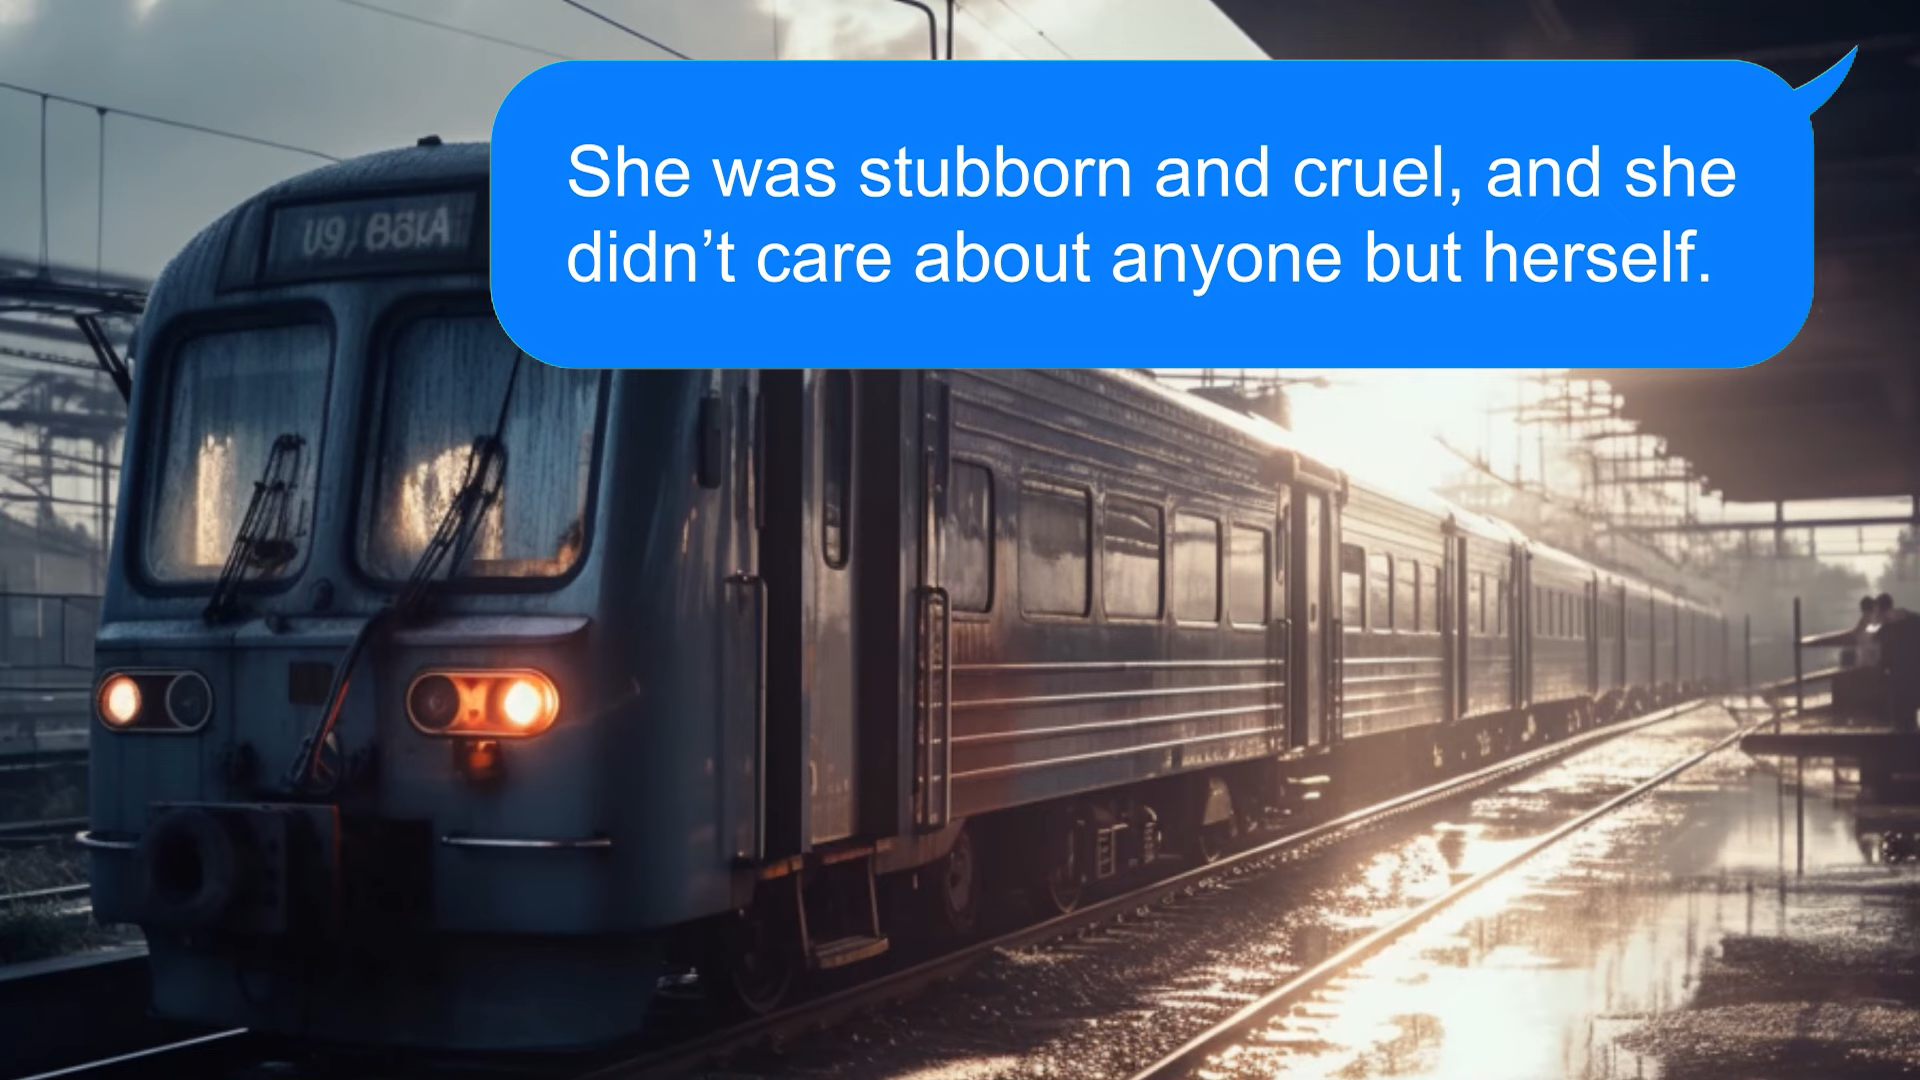 She was stubborn and cruel, and she
didn’t care about anyone but herself.